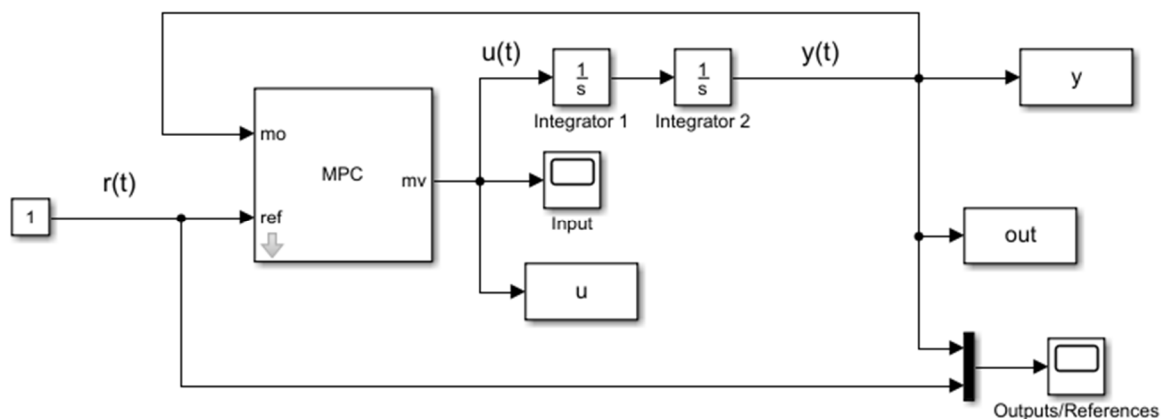 u(t)
y(t)
1
s
1
s
y
Integrator 1
Integrator 2
mo
MPC
mv
r(t)
1
ref
Input
out
u
Outputs/References